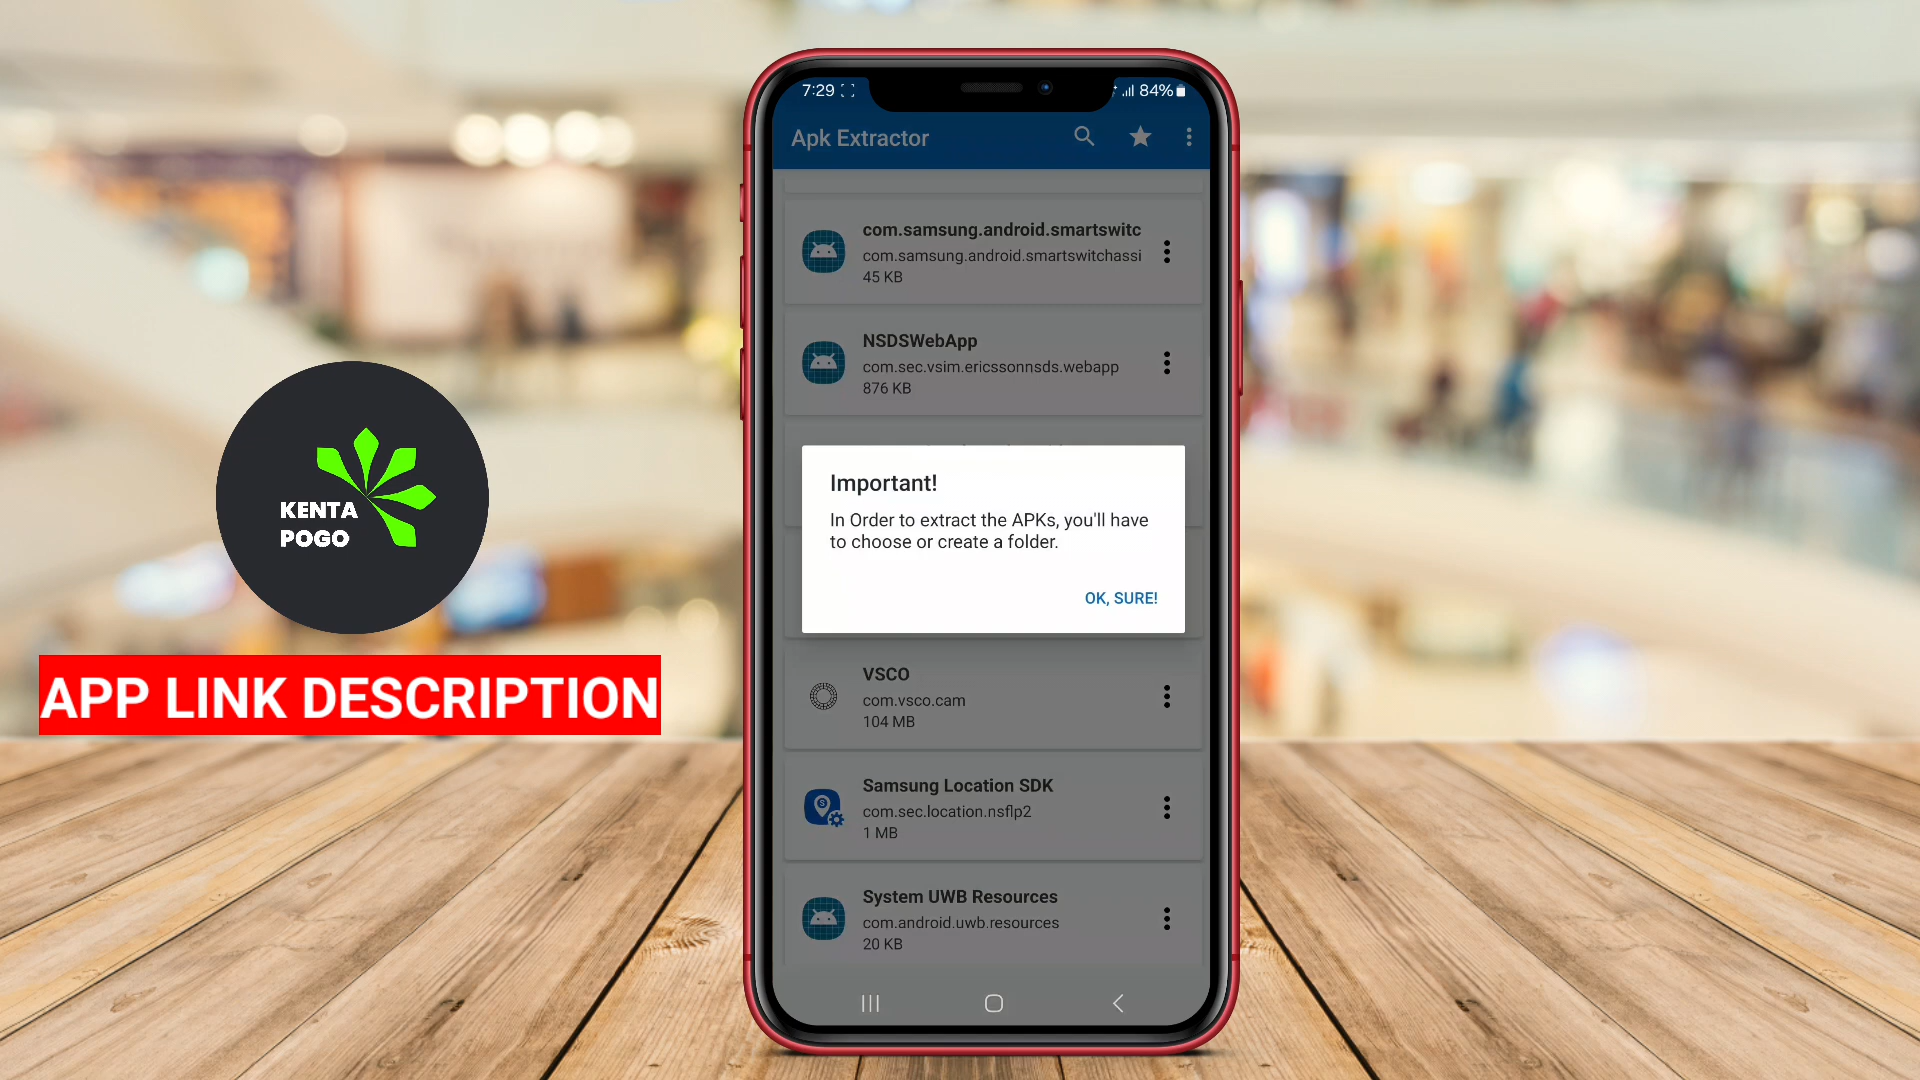 7:29
84%
Apk Extractor
com.samsung.android.smartswitc
com.samsung.android.smartswitchassi
45 KB
NSDSWebApp
com.sec.vsim.ericssonnsds.webapp
876 KB
Important!
In Order to extract the APKs, you'll have
to choose or create a folder.
OK, SURE!
VSCO
com.vsco.cam
104 MB
Samsung Location SDK
com.sec.location.nsflp2
1 MB
System UWB Resources
com.android.uwb.resources
20 KB
KENTA
POGO
APP LINK DESCRIPTION